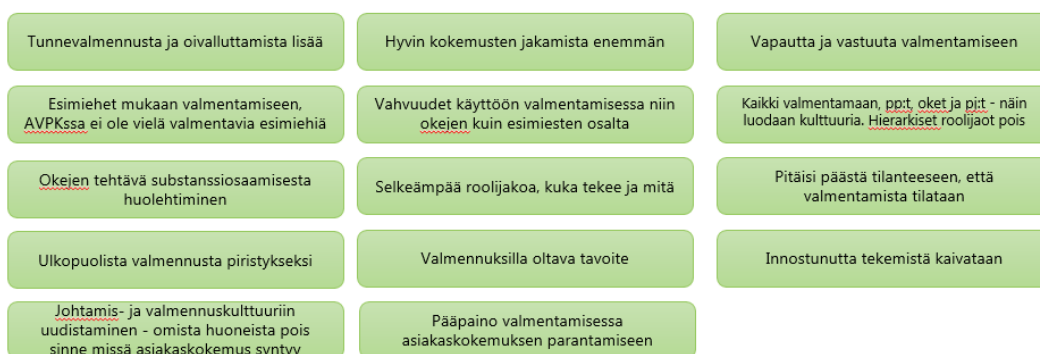 Tunnevalmennusta ja oivalluttamista lisää
Hyvin kokemusten jakamista enemmän
Vapautta ja vastuuta valmentamiseen
Esimiehet mukaan valmentamiseen,
AVPKssa ei ole vielä valmentavia esimiehiä
Vahvuudet käyttöön valmentamisessa niin
okejen kuin esimiesten osalta
Kaikki valmentamaan, pp:t, oket ja pj:t - näin
luodaan kulttuuria. Hierarkiset roolijaot pois
Okejen tehtävä substanssiosaamisesta
huolehtiminen
Selkeämpää roolijakoa, kuka tekee ja mitä
Pitäisi päästä tilanteeseen, että
valmentamista tilataan
Ulkopuolista valmennusta piristykseksi
Valmennuksilla oltava tavoite
Innostunutta tekemistä kaivataan
Johtamis- ja valmennuskulttuuriin
uudistaminen - omista huoneista pois
sinne missä asiakaskokemus syntyy
Pääpaino valmentamisessa
asiakaskokemuksen parantamiseen